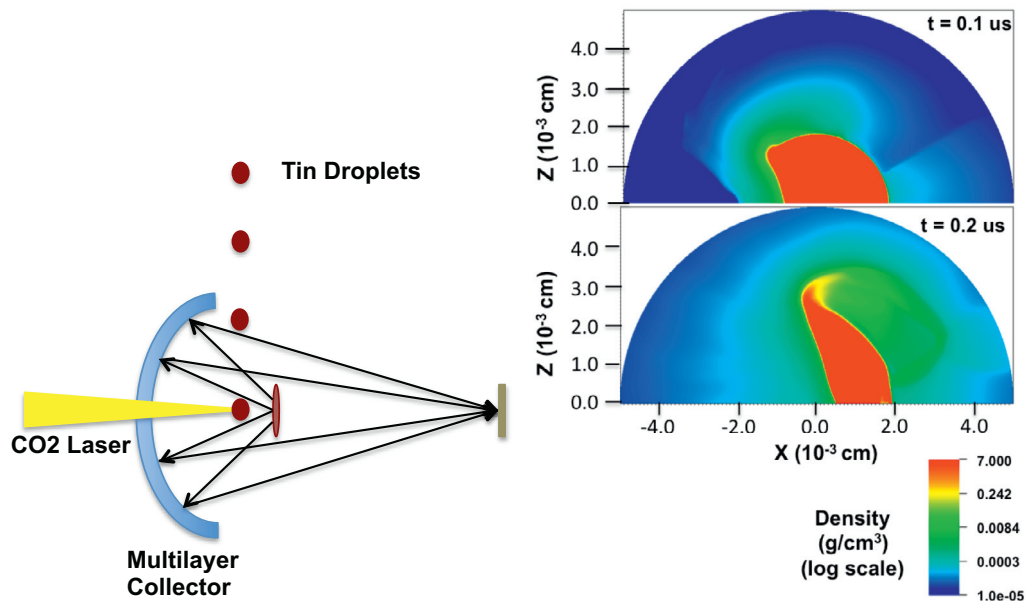 Tin Droplets
CO2 Laser
Multilayer
Collector
t = 0.1 us
Z (10⁻³ cm)
4.0
3.0
2.0
1.0
0.0
t = 0.2 us
Z (10⁻³ cm)
4.0
3.0
2.0
1.0
0.0
-4.0 -2.0 0.0 2.0 4.0
X (10⁻³ cm)
Density
(g/cm³)
(log scale)
7.000
0.242
0.0084
0.0003
1.0e-05